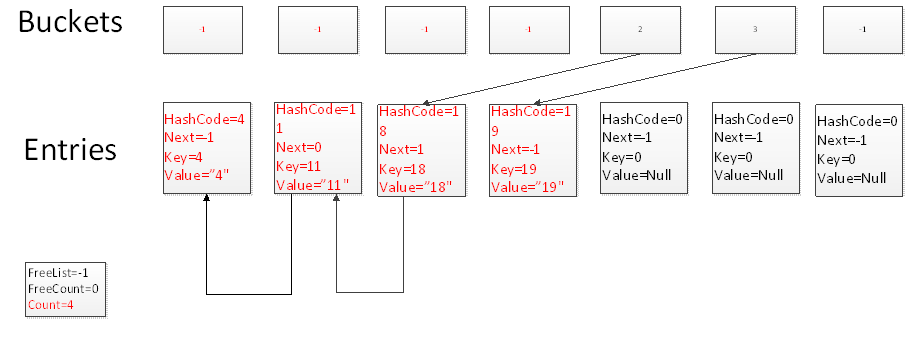 Buckets
-1
-1
-1
-1
2
3
-1
Entries
HashCode=4
Next=-1
Key=4
Value="4"
HashCode=1
1
Next=0
Key=11
Value="11"
HashCode=1
8
Next=1
Key=18
Value="18"
HashCode=1
9
Next=-1
Key=19
Value="19"
HashCode=0
Next=-1
Key=0
Value=Null
HashCode=0
Next=-1
Key=0
Value=Null
HashCode=0
Next=-1
Key=0
Value=Null
FreeList=-1
FreeCount=0
Count=4